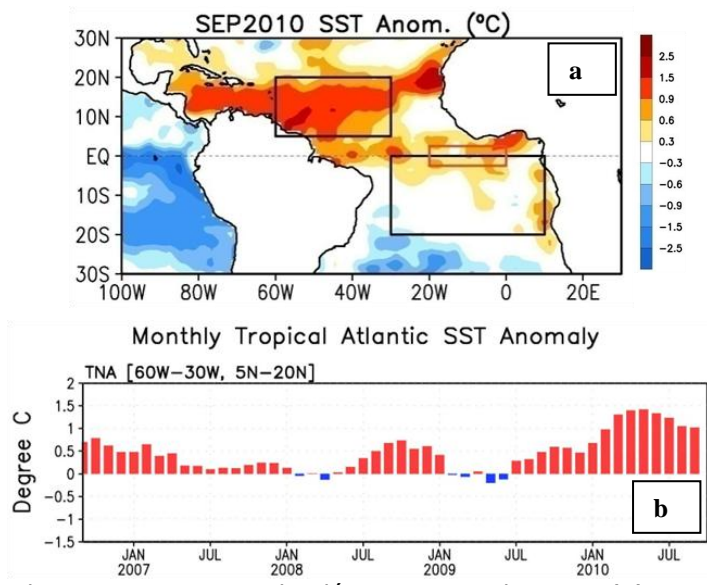 SEP2010 SST Anom. (ºC)
30N
20N
10N
EQ
10S
20S
30S
100W 80W 60W 40W 20W 0 20E
a
2.5
1.5
0.9
0.6
0.3
−0.3
−0.6
−0.9
−1.5
−2.5
Monthly Tropical Atlantic SST Anomaly
TNA [60W−30W, 5N−20N]
Degree C
2
1.5
1
0.5
0
−0.5
−1
−1.5
b
JAN JUL JAN JUL JAN JUL JAN JUL
2007 2008 2009 2010